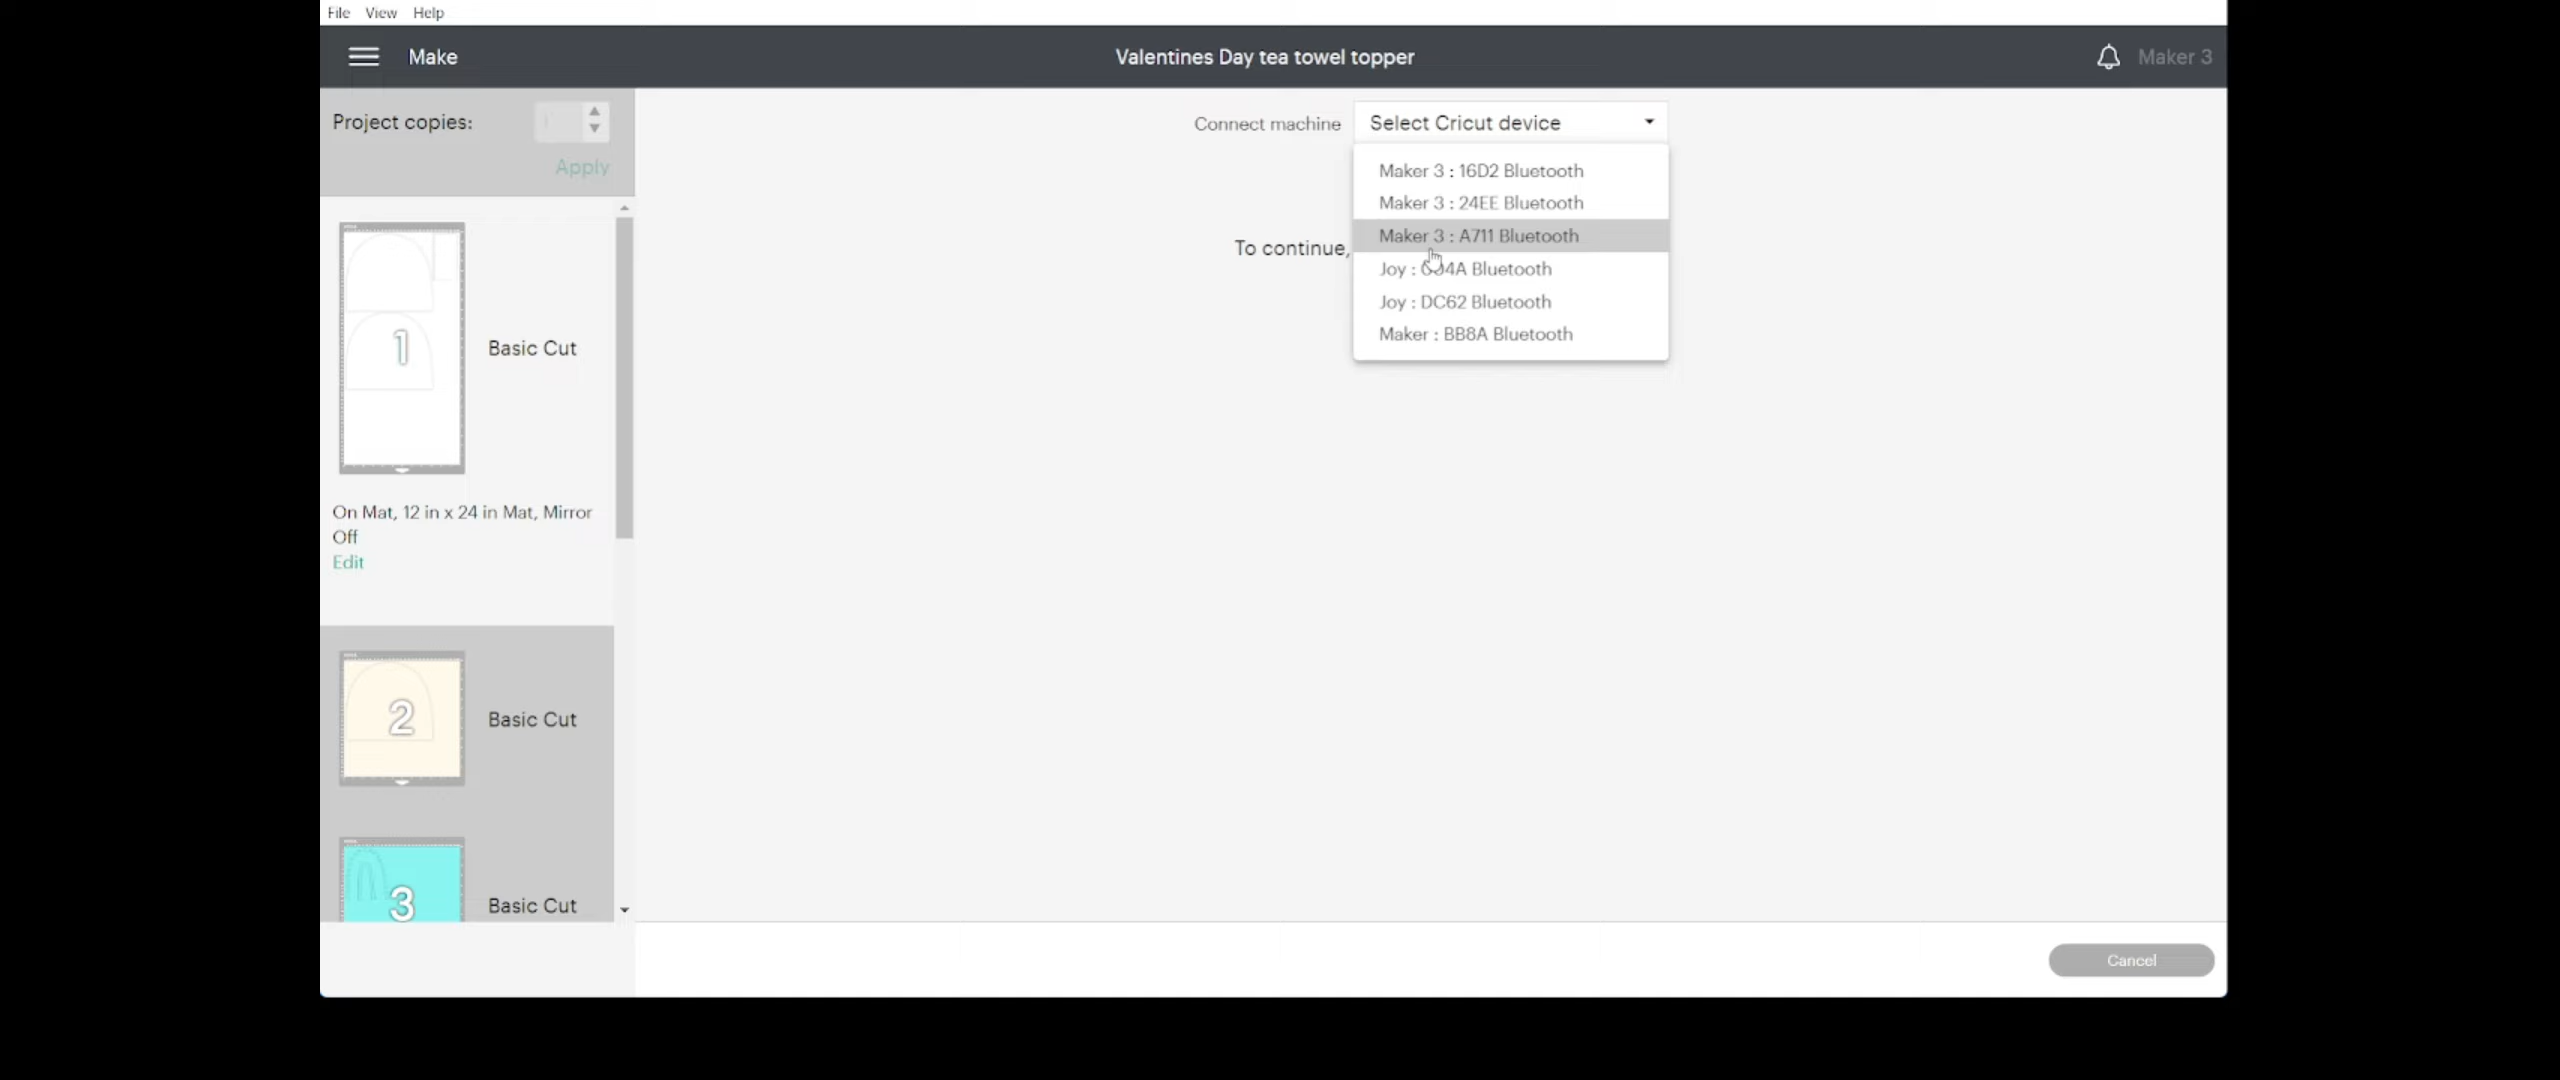 File View Help
Make
Valentines Day tea towel topper
Maker 3
Project copies:
Apply
Connect machine
Select Cricut device
Maker 3 : 16D2 Bluetooth
Maker 3 : 24EE Bluetooth
Maker 3 : A711 Bluetooth
Joy : Bluetooth
Joy : DC62 Bluetooth
Maker : BB8A Bluetooth
To continue,
1
Basic Cut
On Mat, 12 in x 24 in Mat, Mirror
Off
Edit
2
Basic Cut
3
Basic Cut
Cancel